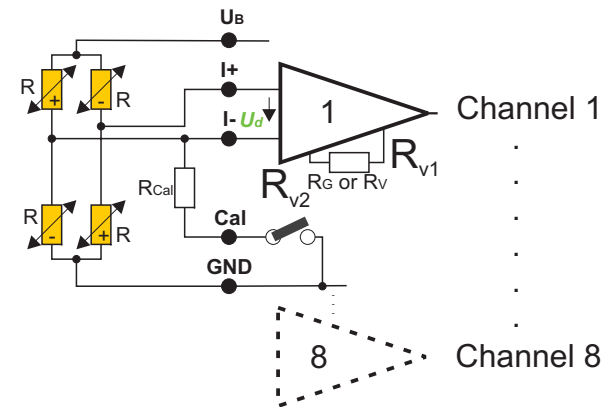 UB
I+
R
+
-
R
1
Channel 1
I-
Ud
Rv1
RG or RV
RCal
Rv2
R
-
+
R
Cal
GND
8
Channel 8